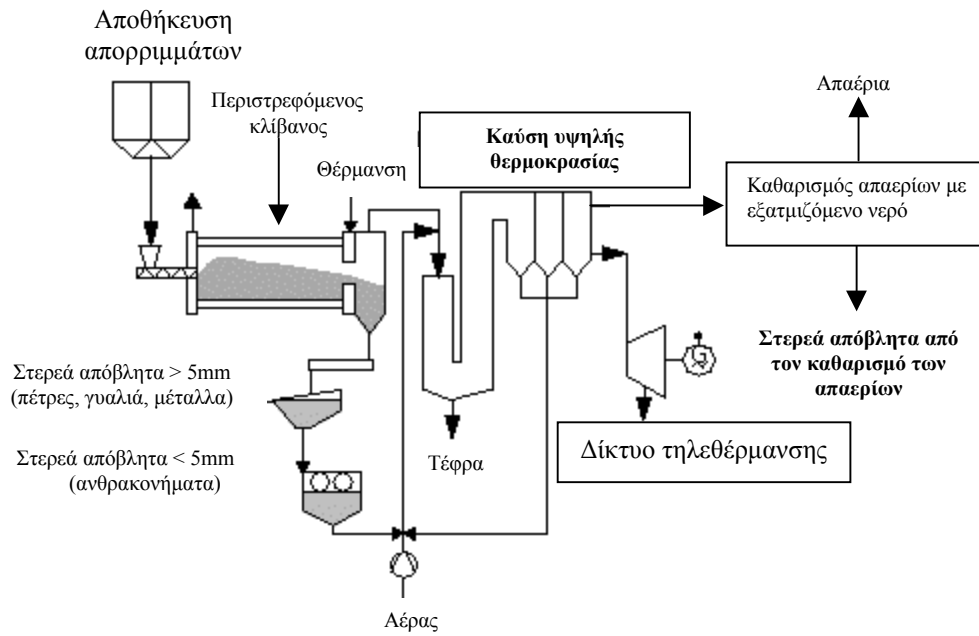 Αποθήκευση
απορριμμάτων
Περιστρεφόμενος
κλίβανος
Θέρμανση
Καύση υψηλής
θερμοκρασίας
Απαέρια
Καθαρισμός απαερίων με
εξατμιζόμενο νερό
Στερεά απόβλητα από
τον καθαρισμό των
απαερίων
Στερεά απόβλητα > 5mm
(πέτρες, γυαλιά, μέταλλα)
Στερεά απόβλητα < 5mm
(ανθρακονήματα)
Τέφρα
Δίκτυο τηλεθέρμανσης
Αέρας
G